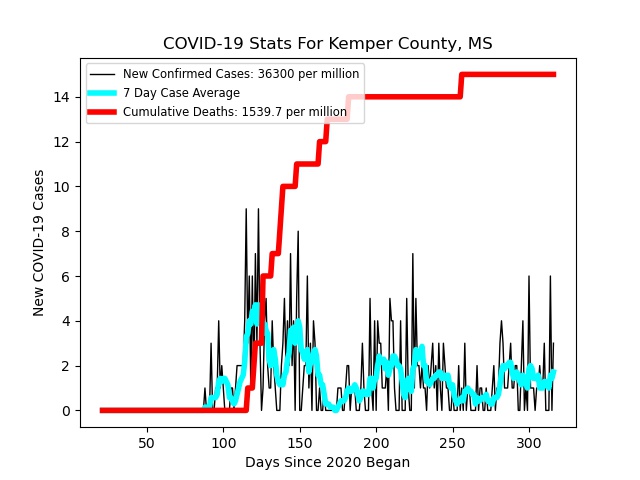 COVID-19 Stats For Kemper County, MS
New Confirmed Cases: 36300 per million
7 Day Case Average
Cumulative Deaths: 1539.7 per million
New COVID-19 Cases
14
12
10
8
6
4
2
0
50 100 150 200 250 300
Days Since 2020 Began